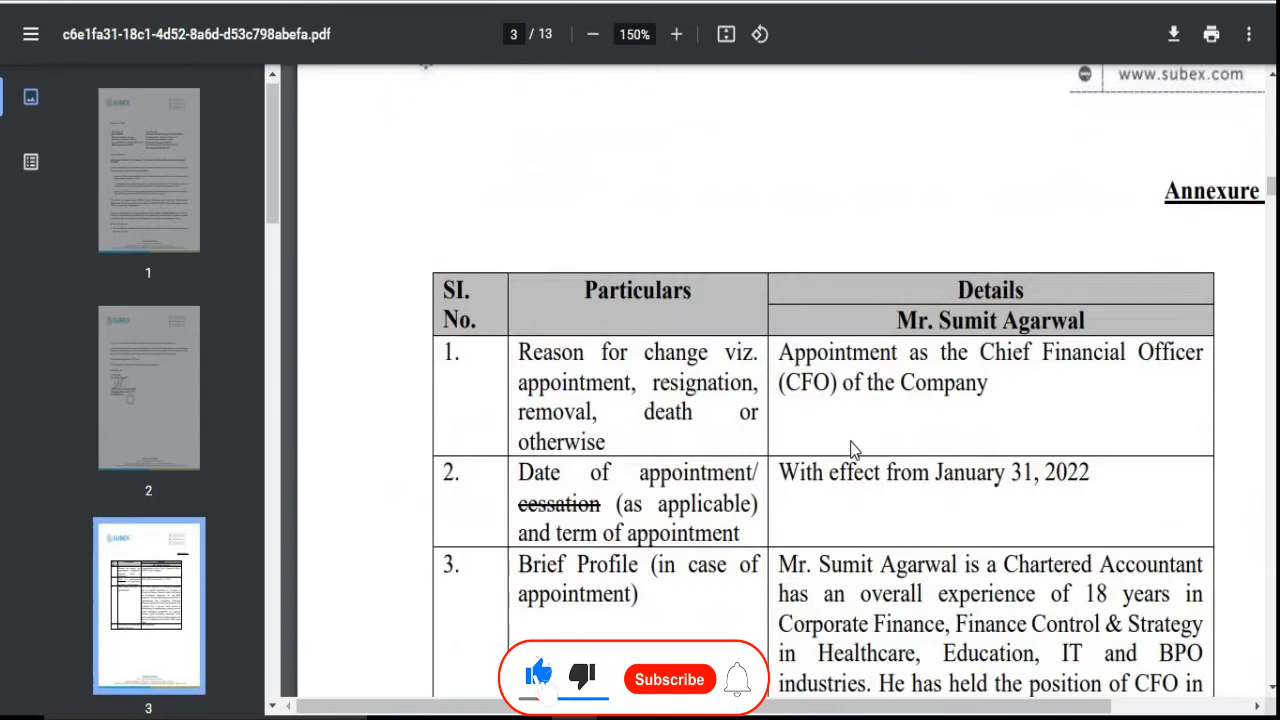 c6e1fa31-18c1-4d52-8a6d-d53c798abefa.pdf
3 / 13
150%
www.subex.com
Annexure
SI. No.
Particulars
Details
Mr. Sumit Agarwal
1.
Reason for change viz.
appointment, resignation,
removal, death or
otherwise
Appointment as the Chief Financial Officer
(CFO) of the Company
2.
Date of appointment/
cessation (as applicable)
and term of appointment
With effect from January 31, 2022
3.
Brief Profile (in case of
appointment)
Mr. Sumit Agarwal is a Chartered Accountant
has an overall experience of 18 years in
Corporate Finance, Finance Control & Strategy
in Healthcare, Education, IT and BPO
industries. He has held the position of CFO in
SUBEX
1
SUBEX
2
SUBEX
3
Subscribe